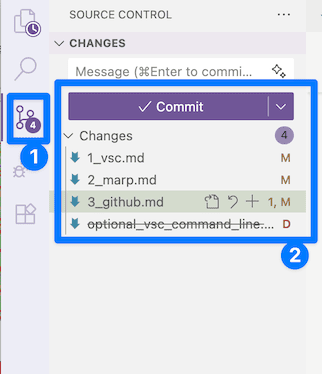 SOURCE CONTROL
CHANGES
Message (⌘Enter to commi...
Commit
4
1
Changes 4
1_vsc.md M
2_marp.md M
3_github.md 1, M
optional_vsc_command_line.... D
2